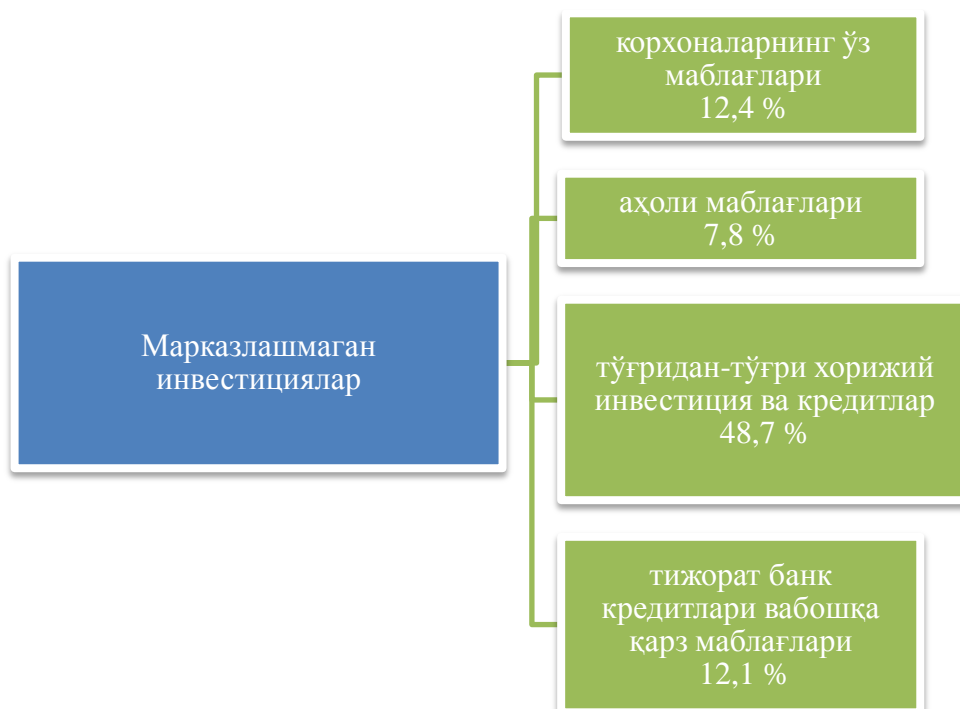 корхоналарнинг ўз
маблағлари
12,4 %
аҳоли маблағлари
7,8 %
Марказлашмаган
инвестициялар
тўғридан-тўғри хорижий
инвестиция ва кредитлар
48,7 %
тижорат банк
кредитлари вабошқа
қарз маблағлари
12,1 %